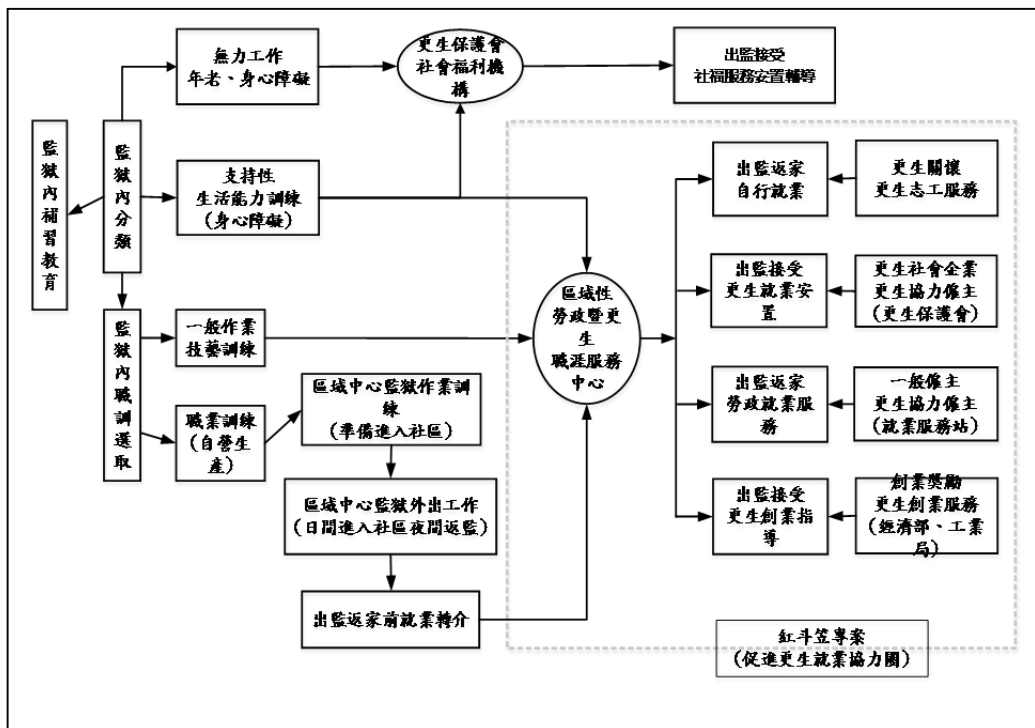 無力工作
年老、身心障礙
更生保護會
社會福利機
構
出監接受
社福服務安置輔導
監獄內補習教育
監獄內分類
支持性
生活能力訓練
(身心障礙)
出監返家
自行就業
更生關懷
更生志工服務
區域性
勞政暨更
生
職涯服務
中心
出監接受
更生就業安
置
更生社會企業
更生協力僱主
(更生保護會)
監獄內職訓選取
一般作業
技藝訓練
職業訓練
(自營生
產)
區域中心監獄作業訓
練
(準備進入社區)
出監返家
勞政就業服
務
一般僱主
更生協力僱主
(就業服務站)
區域中心監獄外出工作
(日間進入社區夜間返監)
出監接受
更生創業指
導
創業獎勵
更生創業服務
(經濟部、工業
局)
出監返家前就業轉介
紅斗笠專案
(促進更生就業協力圈)